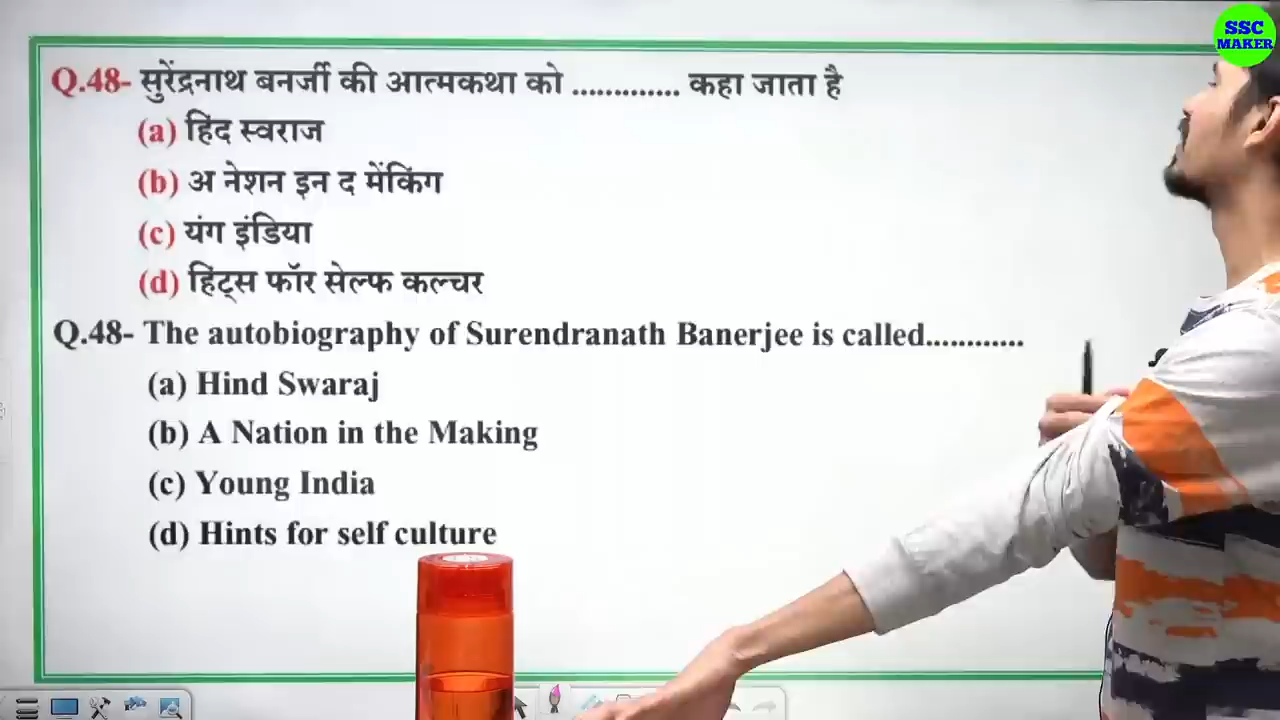 SSC
MAKER
Q.48- सुरेंद्रनाथ बनर्जी की आत्मकथा को ............. कहा जाता है
(a) हिंद स्वराज
(b) अ नेशन इन द मेंकिंग
(c) यंग इंडिया
(d) हिंट्स फॉर सेल्फ कल्चर
Q.48- The autobiography of Surendranath Banerjee is called............
(a) Hind Swaraj
(b) A Nation in the Making
(c) Young India
(d) Hints for self culture